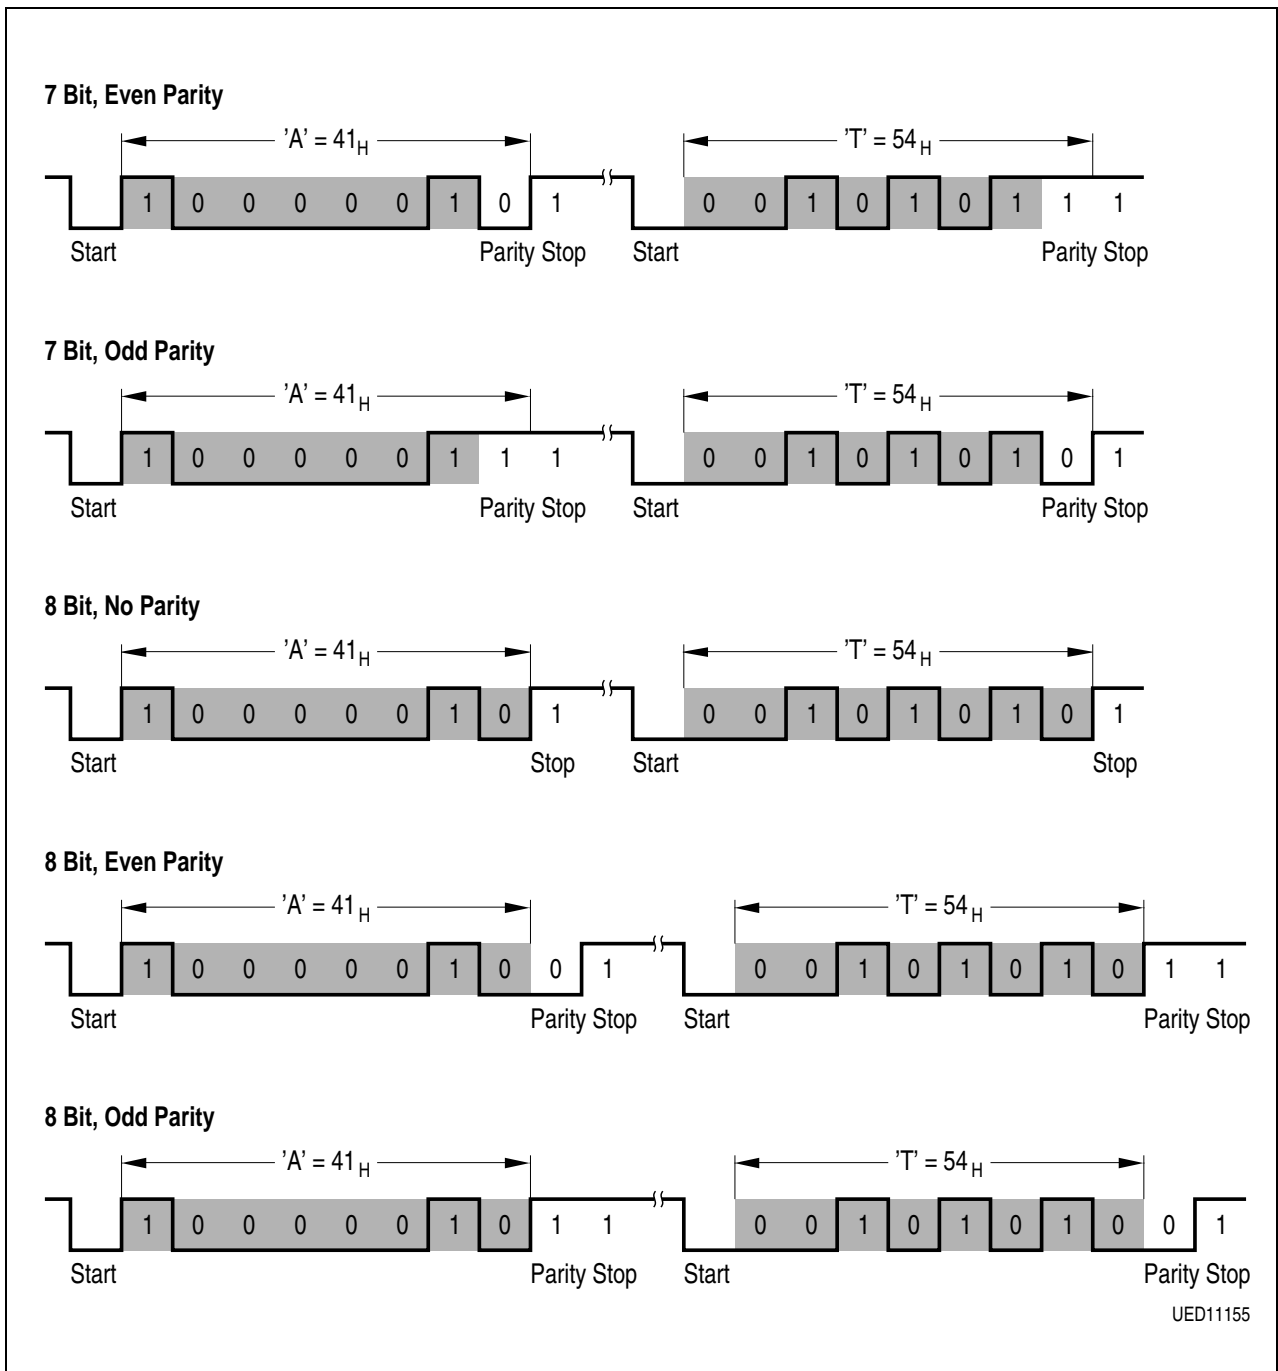 7 Bit, Even Parity
'A' = 41H 'T' = 54H
1 0 0 0 0 0 1 0 1 0 0 1 0 1 0 1 1 1
Start Parity Stop Start Parity Stop
7 Bit, Odd Parity
'A' = 41H 'T' = 54H
1 0 0 0 0 0 1 1 1 0 0 1 0 1 0 1 0 1
Start Parity Stop Start Parity Stop
8 Bit, No Parity
'A' = 41H 'T' = 54H
1 0 0 0 0 0 1 0 1 0 0 1 0 1 0 1 0 1
Start Stop Start Stop
8 Bit, Even Parity
'A' = 41H 'T' = 54H
1 0 0 0 0 0 1 0 0 1 0 0 1 0 1 0 1 0 1 1
Start Parity Stop Start Parity Stop
8 Bit, Odd Parity
'A' = 41H 'T' = 54H
1 0 0 0 0 0 1 0 1 1 0 0 1 0 1 0 1 0 0 1
Start Parity Stop Start Parity Stop
UED11155